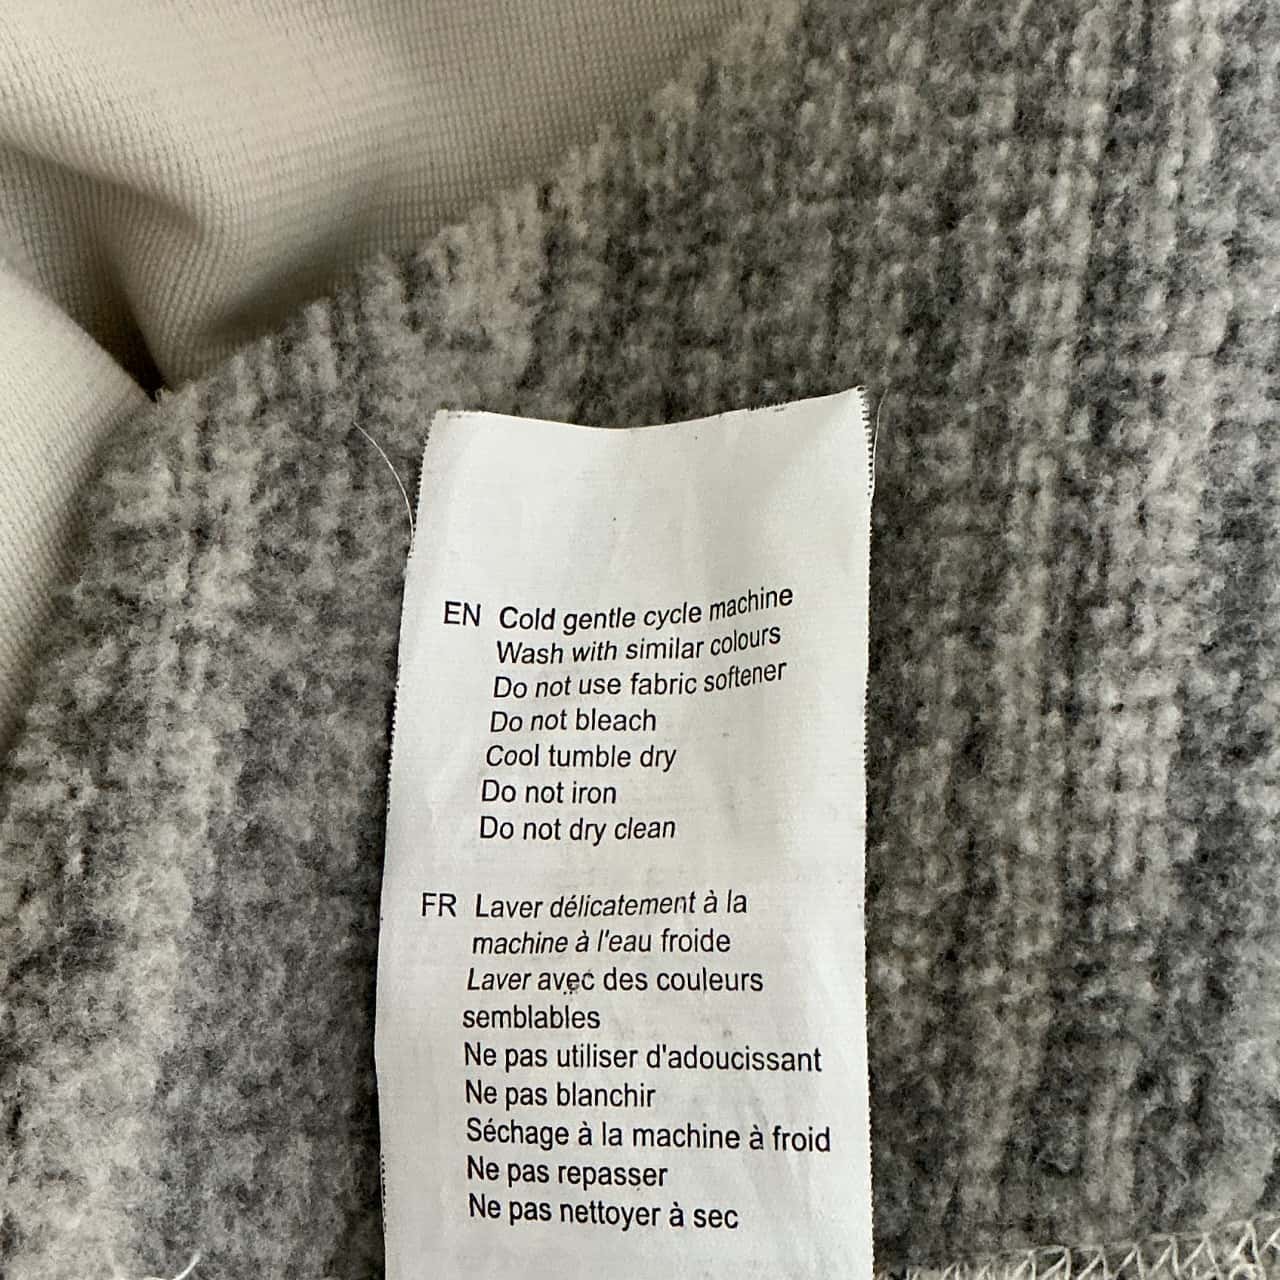 EN Cold gentle cycle machine
Wash with similar colours
Do not use fabric softener
Do not bleach
Cool tumble dry
Do not iron
Do not dry clean
FR Laver délicatement à la
machine à l'eau froide
Laver avec des couleurs
semblables
Ne pas utiliser d'adoucissant
Ne pas blanchir
Séchage à la machine à froid
Ne pas repasser
Ne pas nettoyer à sec